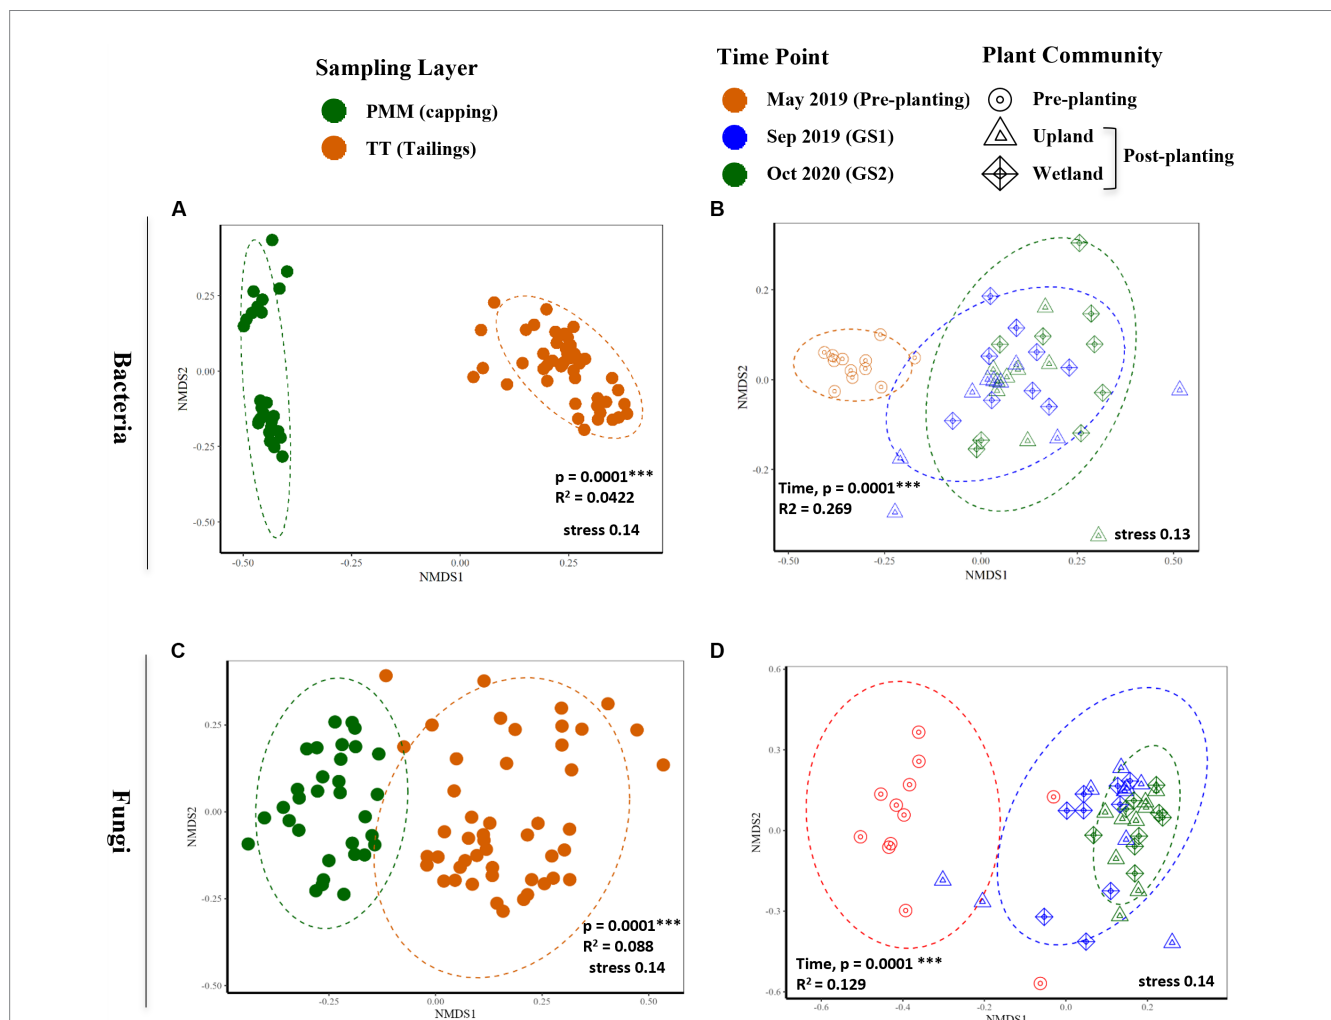 Sampling Layer
PMM (capping)
TT (Tailings)
Time Point
May 2019 (Pre-planting)
Sep 2019 (GS1)
Oct 2020 (GS2)
Plant Community
Pre-planting
Upland
Wetland
Post-planting
Bacteria
A
NMDS2
0.25
0.00
-0.25
-0.50
p = 0.0001***
R² = 0.0422
stress 0.14
-0.50
-0.25
0.00
0.25
NMDS1
B
NMDS2
0.2
0.0
-0.2
Time, p = 0.0001***
R2 = 0.269
stress 0.13
-0.50
-0.25
0.00
0.25
0.50
NMDS1
Fungi
C
NMDS2
0.25
0.00
-0.25
-0.50
p = 0.0001***
R² = 0.088
stress 0.14
-0.25
0.00
0.25
0.50
NMDS1
D
NMDS2
0.6
0.3
0.0
-0.3
-0.6
Time, p = 0.0001 ***
R² = 0.129
stress 0.14
-0.6
-0.4
-0.2
0.0
0.2
NMDS1